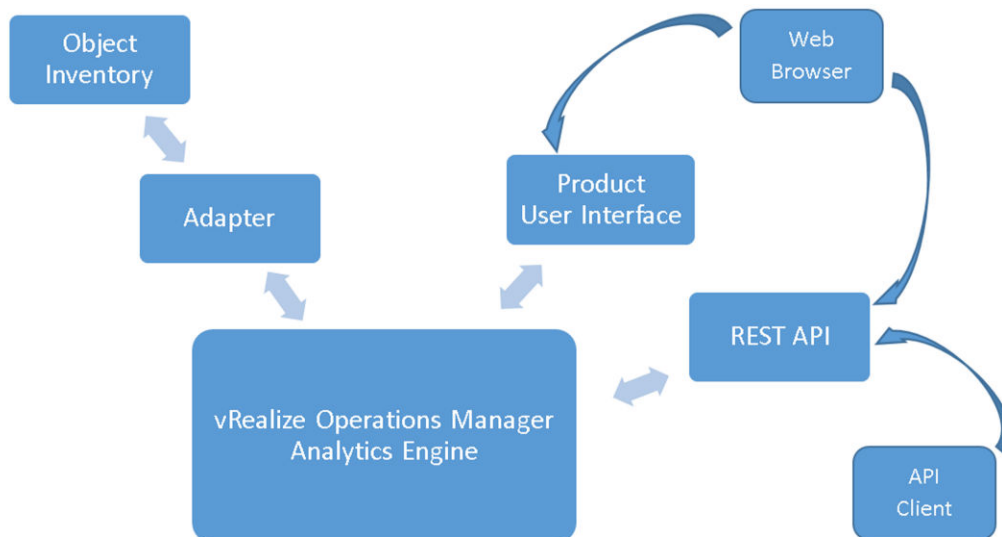 Object
Inventory
Web
Browser
Adapter
Product
User Interface
REST API
vRealize Operations Manager
Analytics Engine
API
Client